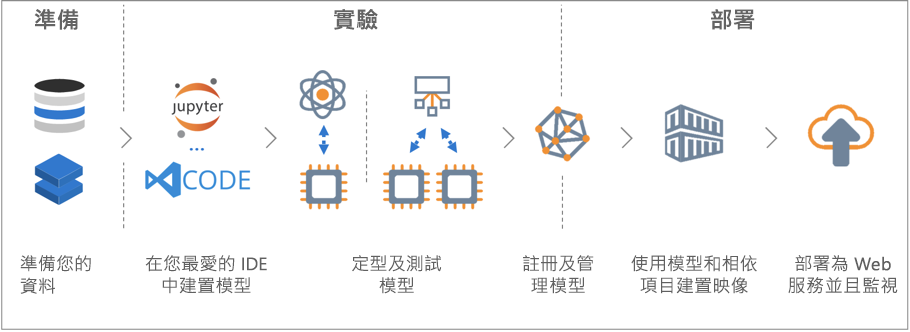 準備
實驗
部署
jupyter
...
CODE
準備您的
資料
在您最愛的 IDE
中建置模型
定型及測試
模型
註冊及管
理模型
使用模型和相依
項目建置映像
部署為 Web
服務並且監視